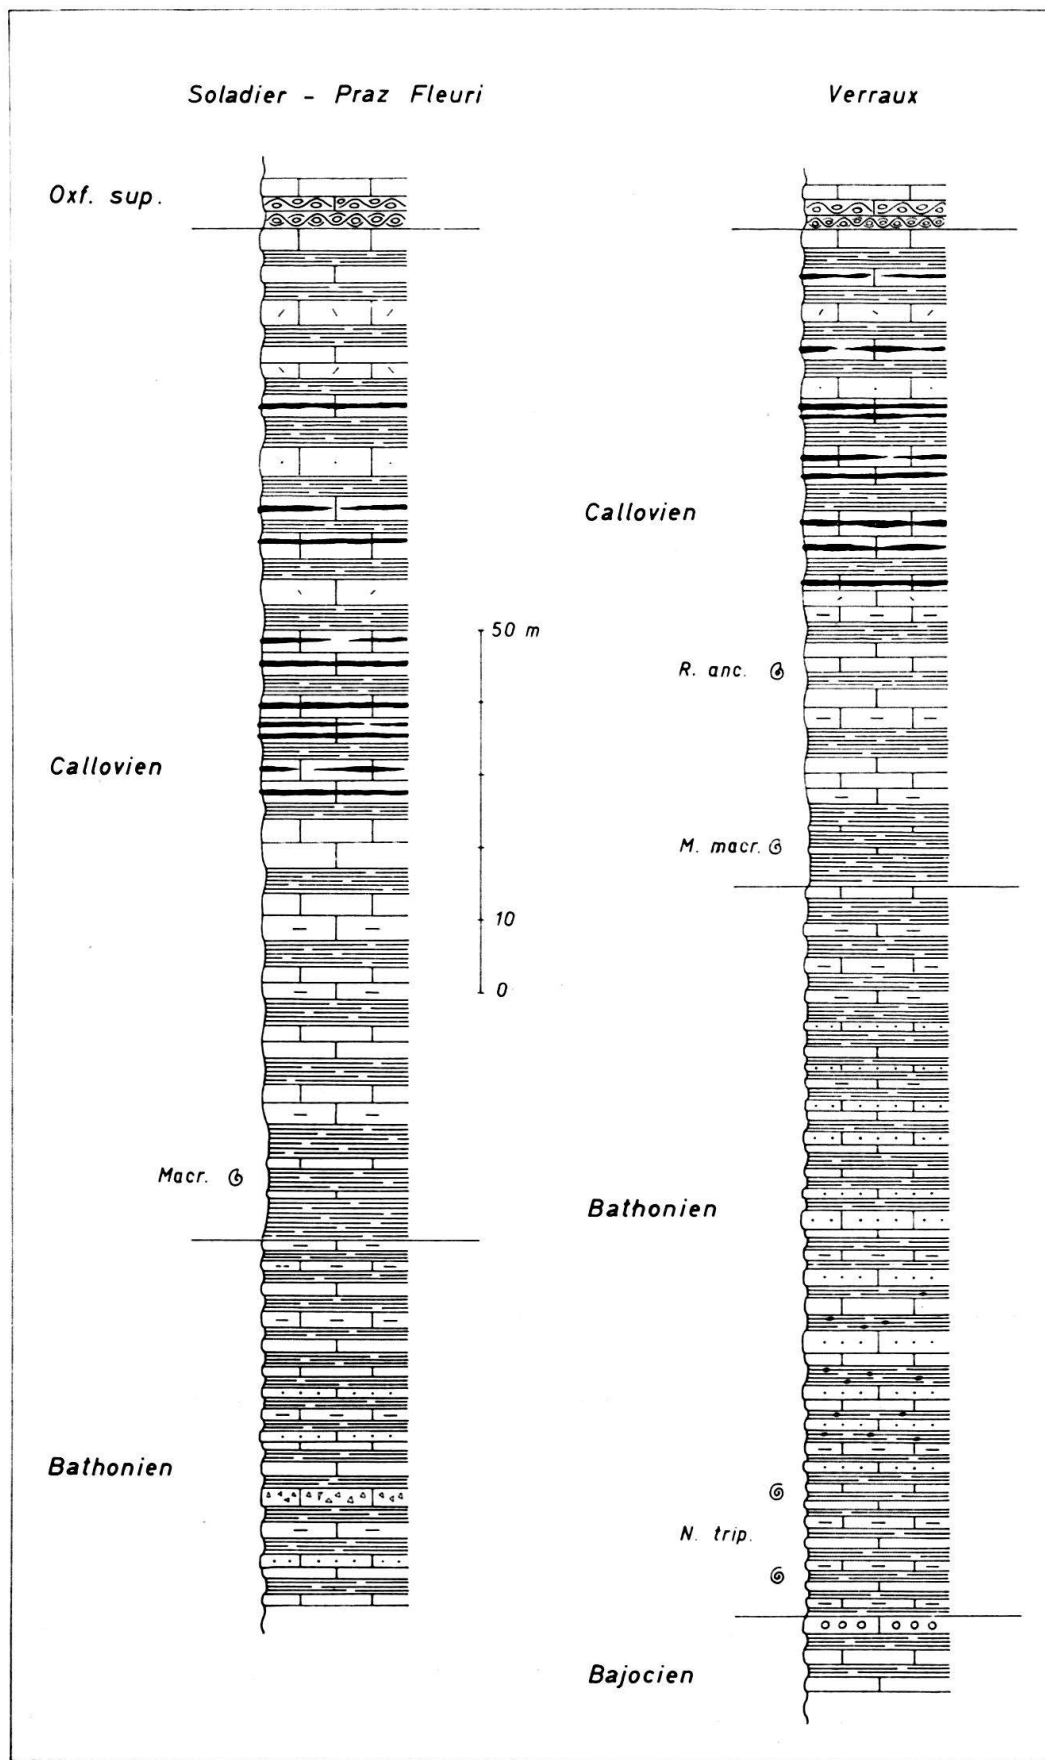 Soladier - Praz Fleuri
Verraux
Oxf. sup.
Callovien
50 m
R. anc.
Callovien
M. macr.
10
0
Macr.
Bathonien
Bathonien
N. trip.
Bajocien